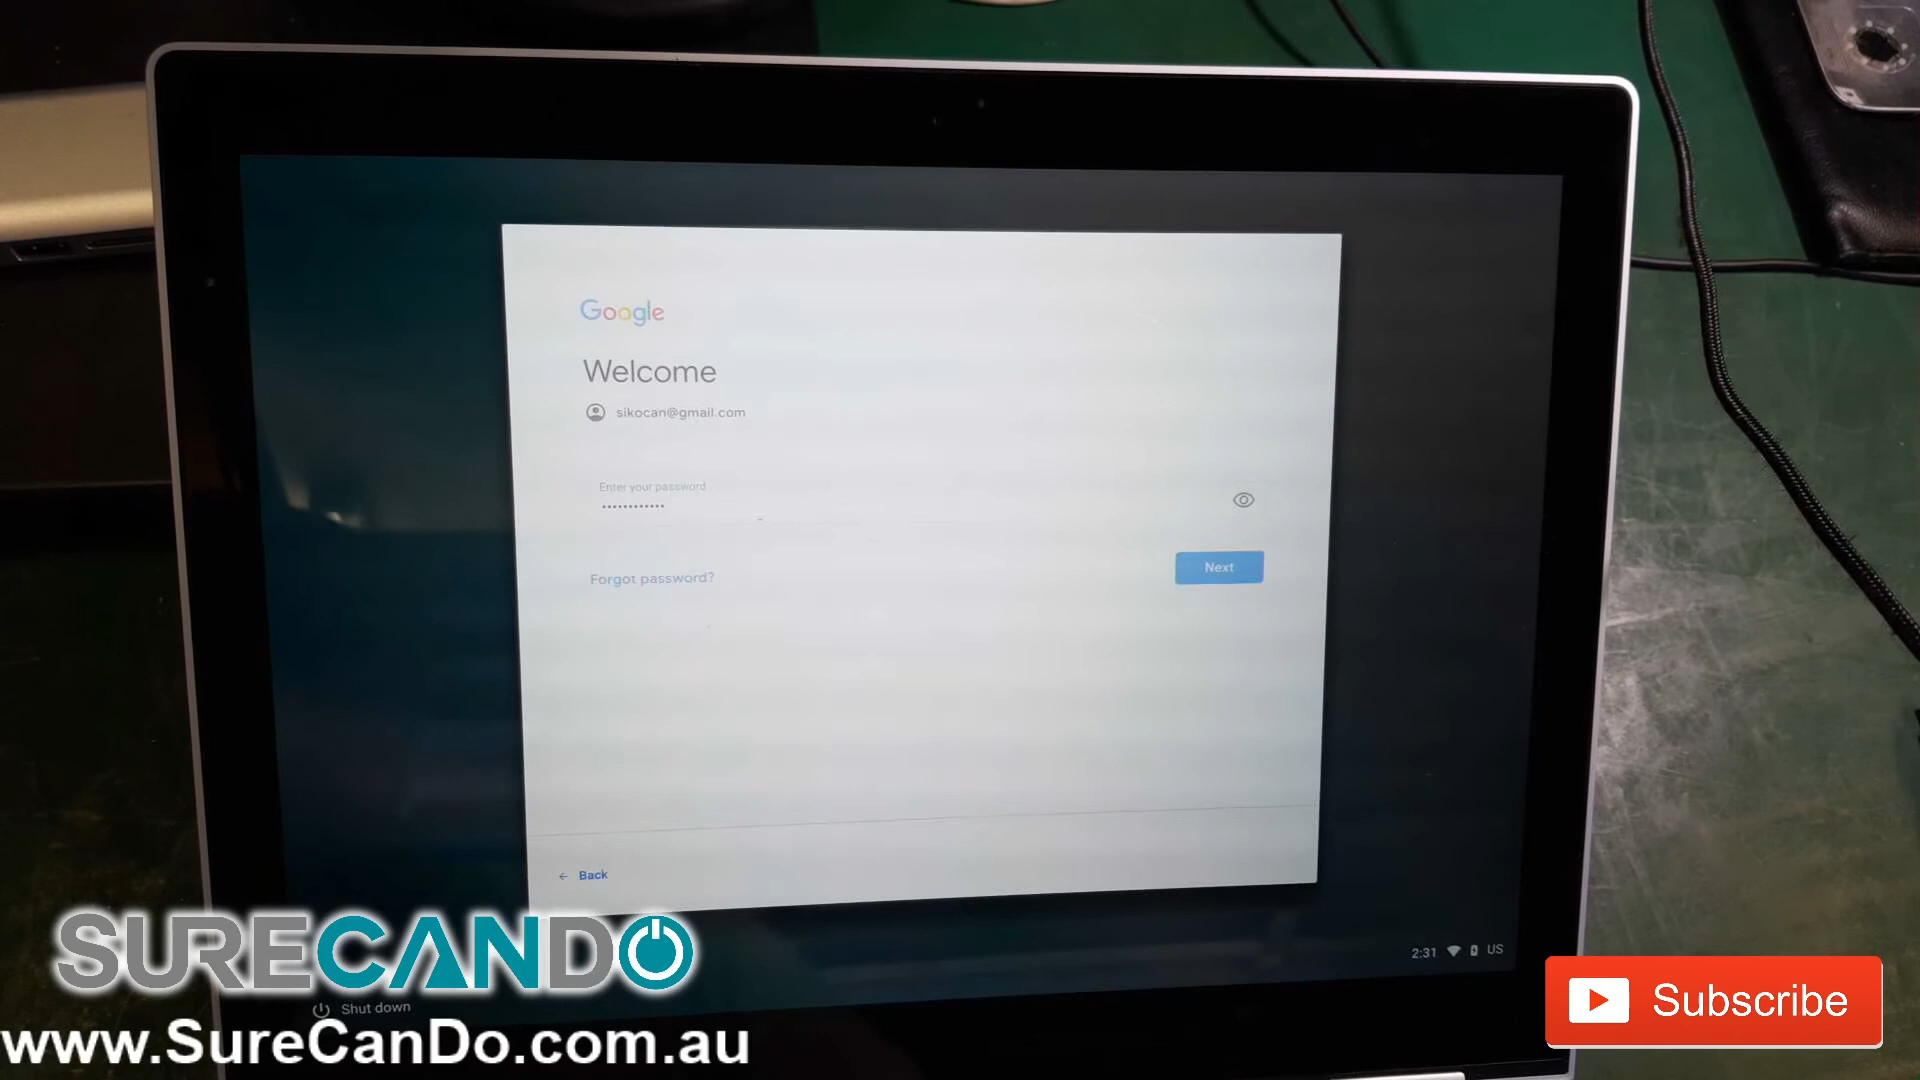 Google
Welcome
sikocan@gmail.com
Enter your password
••••••••••••
Forgot password?
Next
← Back
2:31 US
SURECANDO
Shut down
www.SureCanDo.com.au
Subscribe